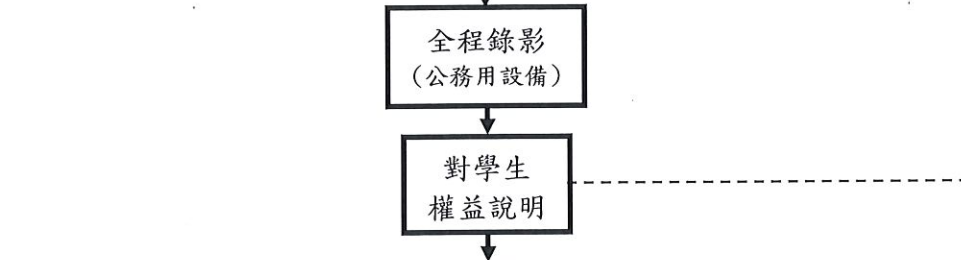 全程錄影
（公務用設備）
對學生
權益說明